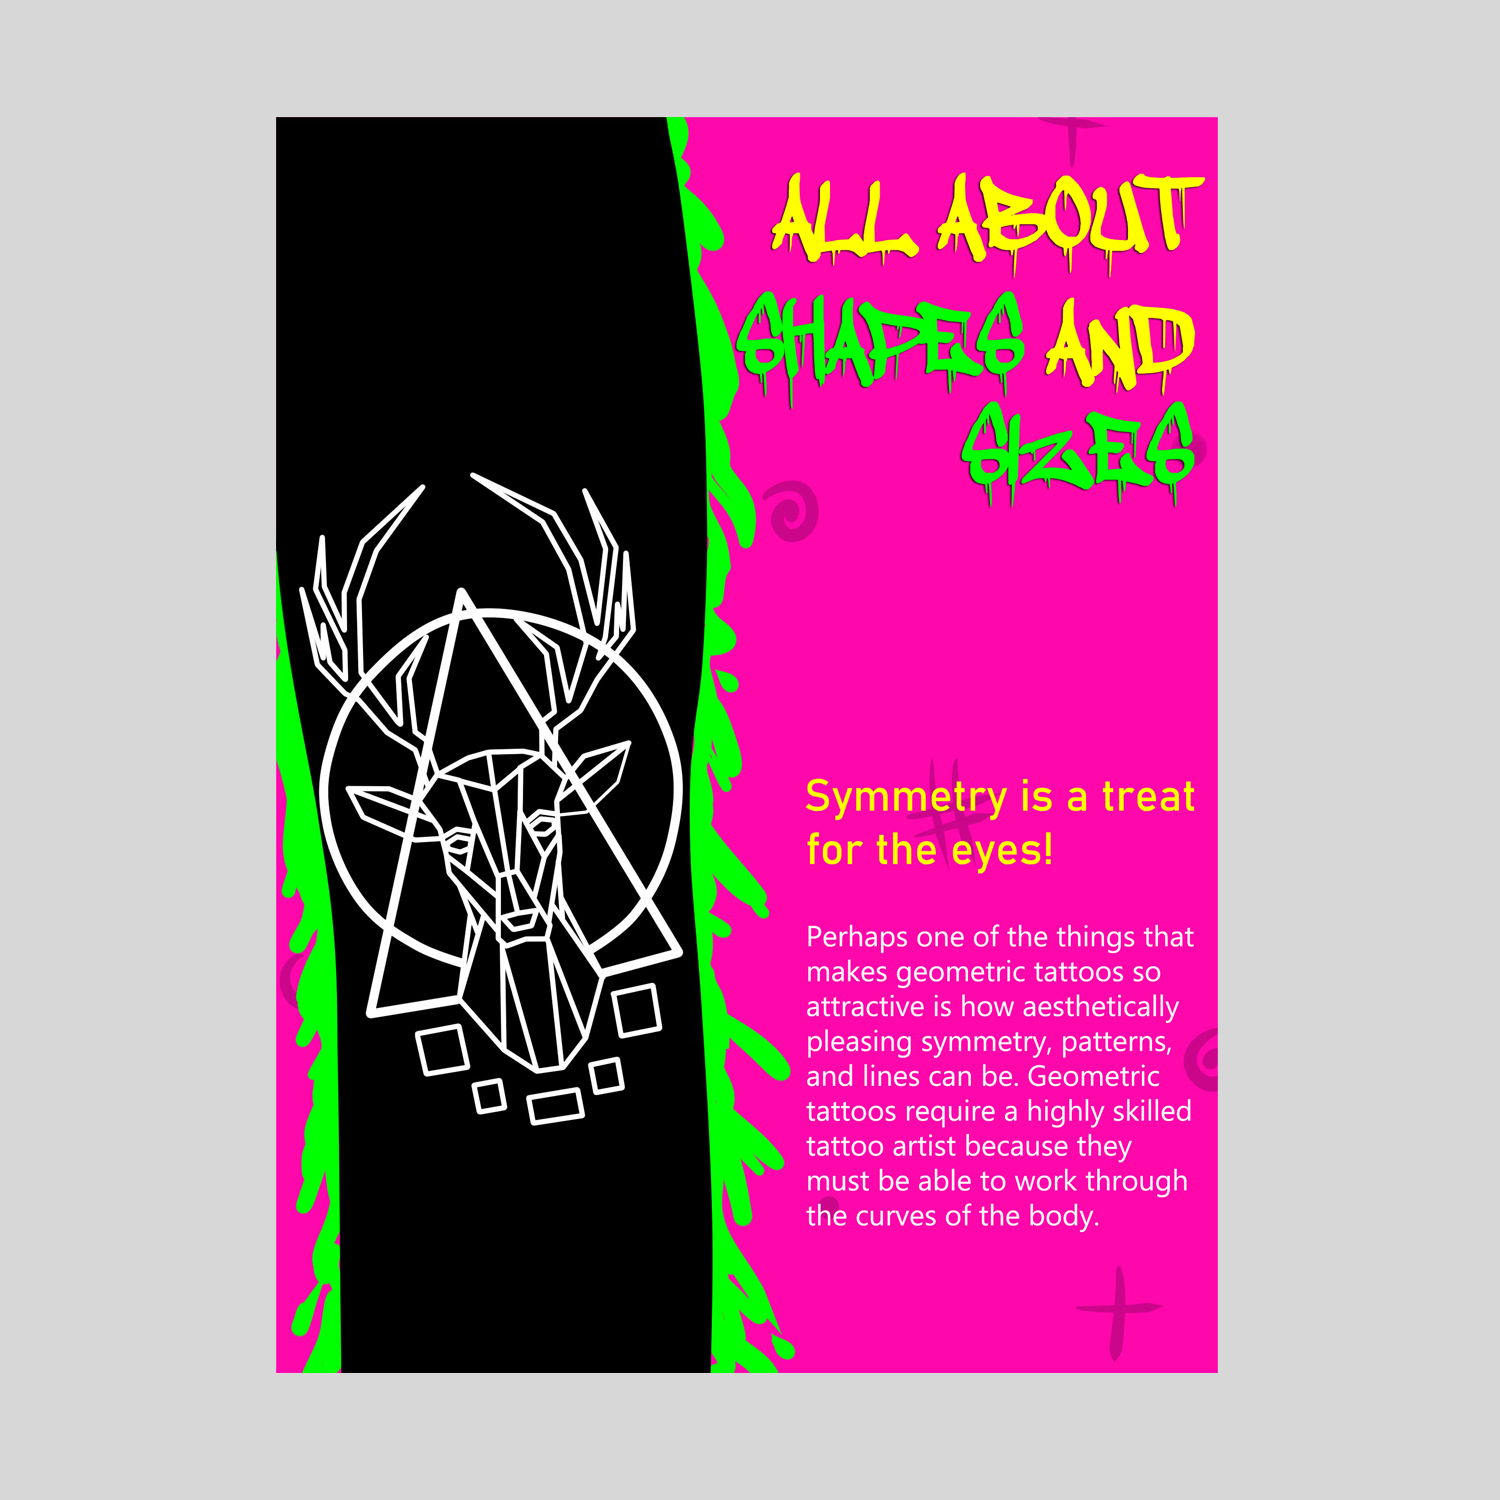 ALL ABOUT
SHAPES AND
SIZES
Symmetry is a treat
for the eyes!
Perhaps one of the things that
makes geometric tattoos so
attractive is how aesthetically
pleasing symmetry, patterns,
and lines can be. Geometric
tattoos require a highly skilled
tattoo artist because they
must be able to work through
the curves of the body.